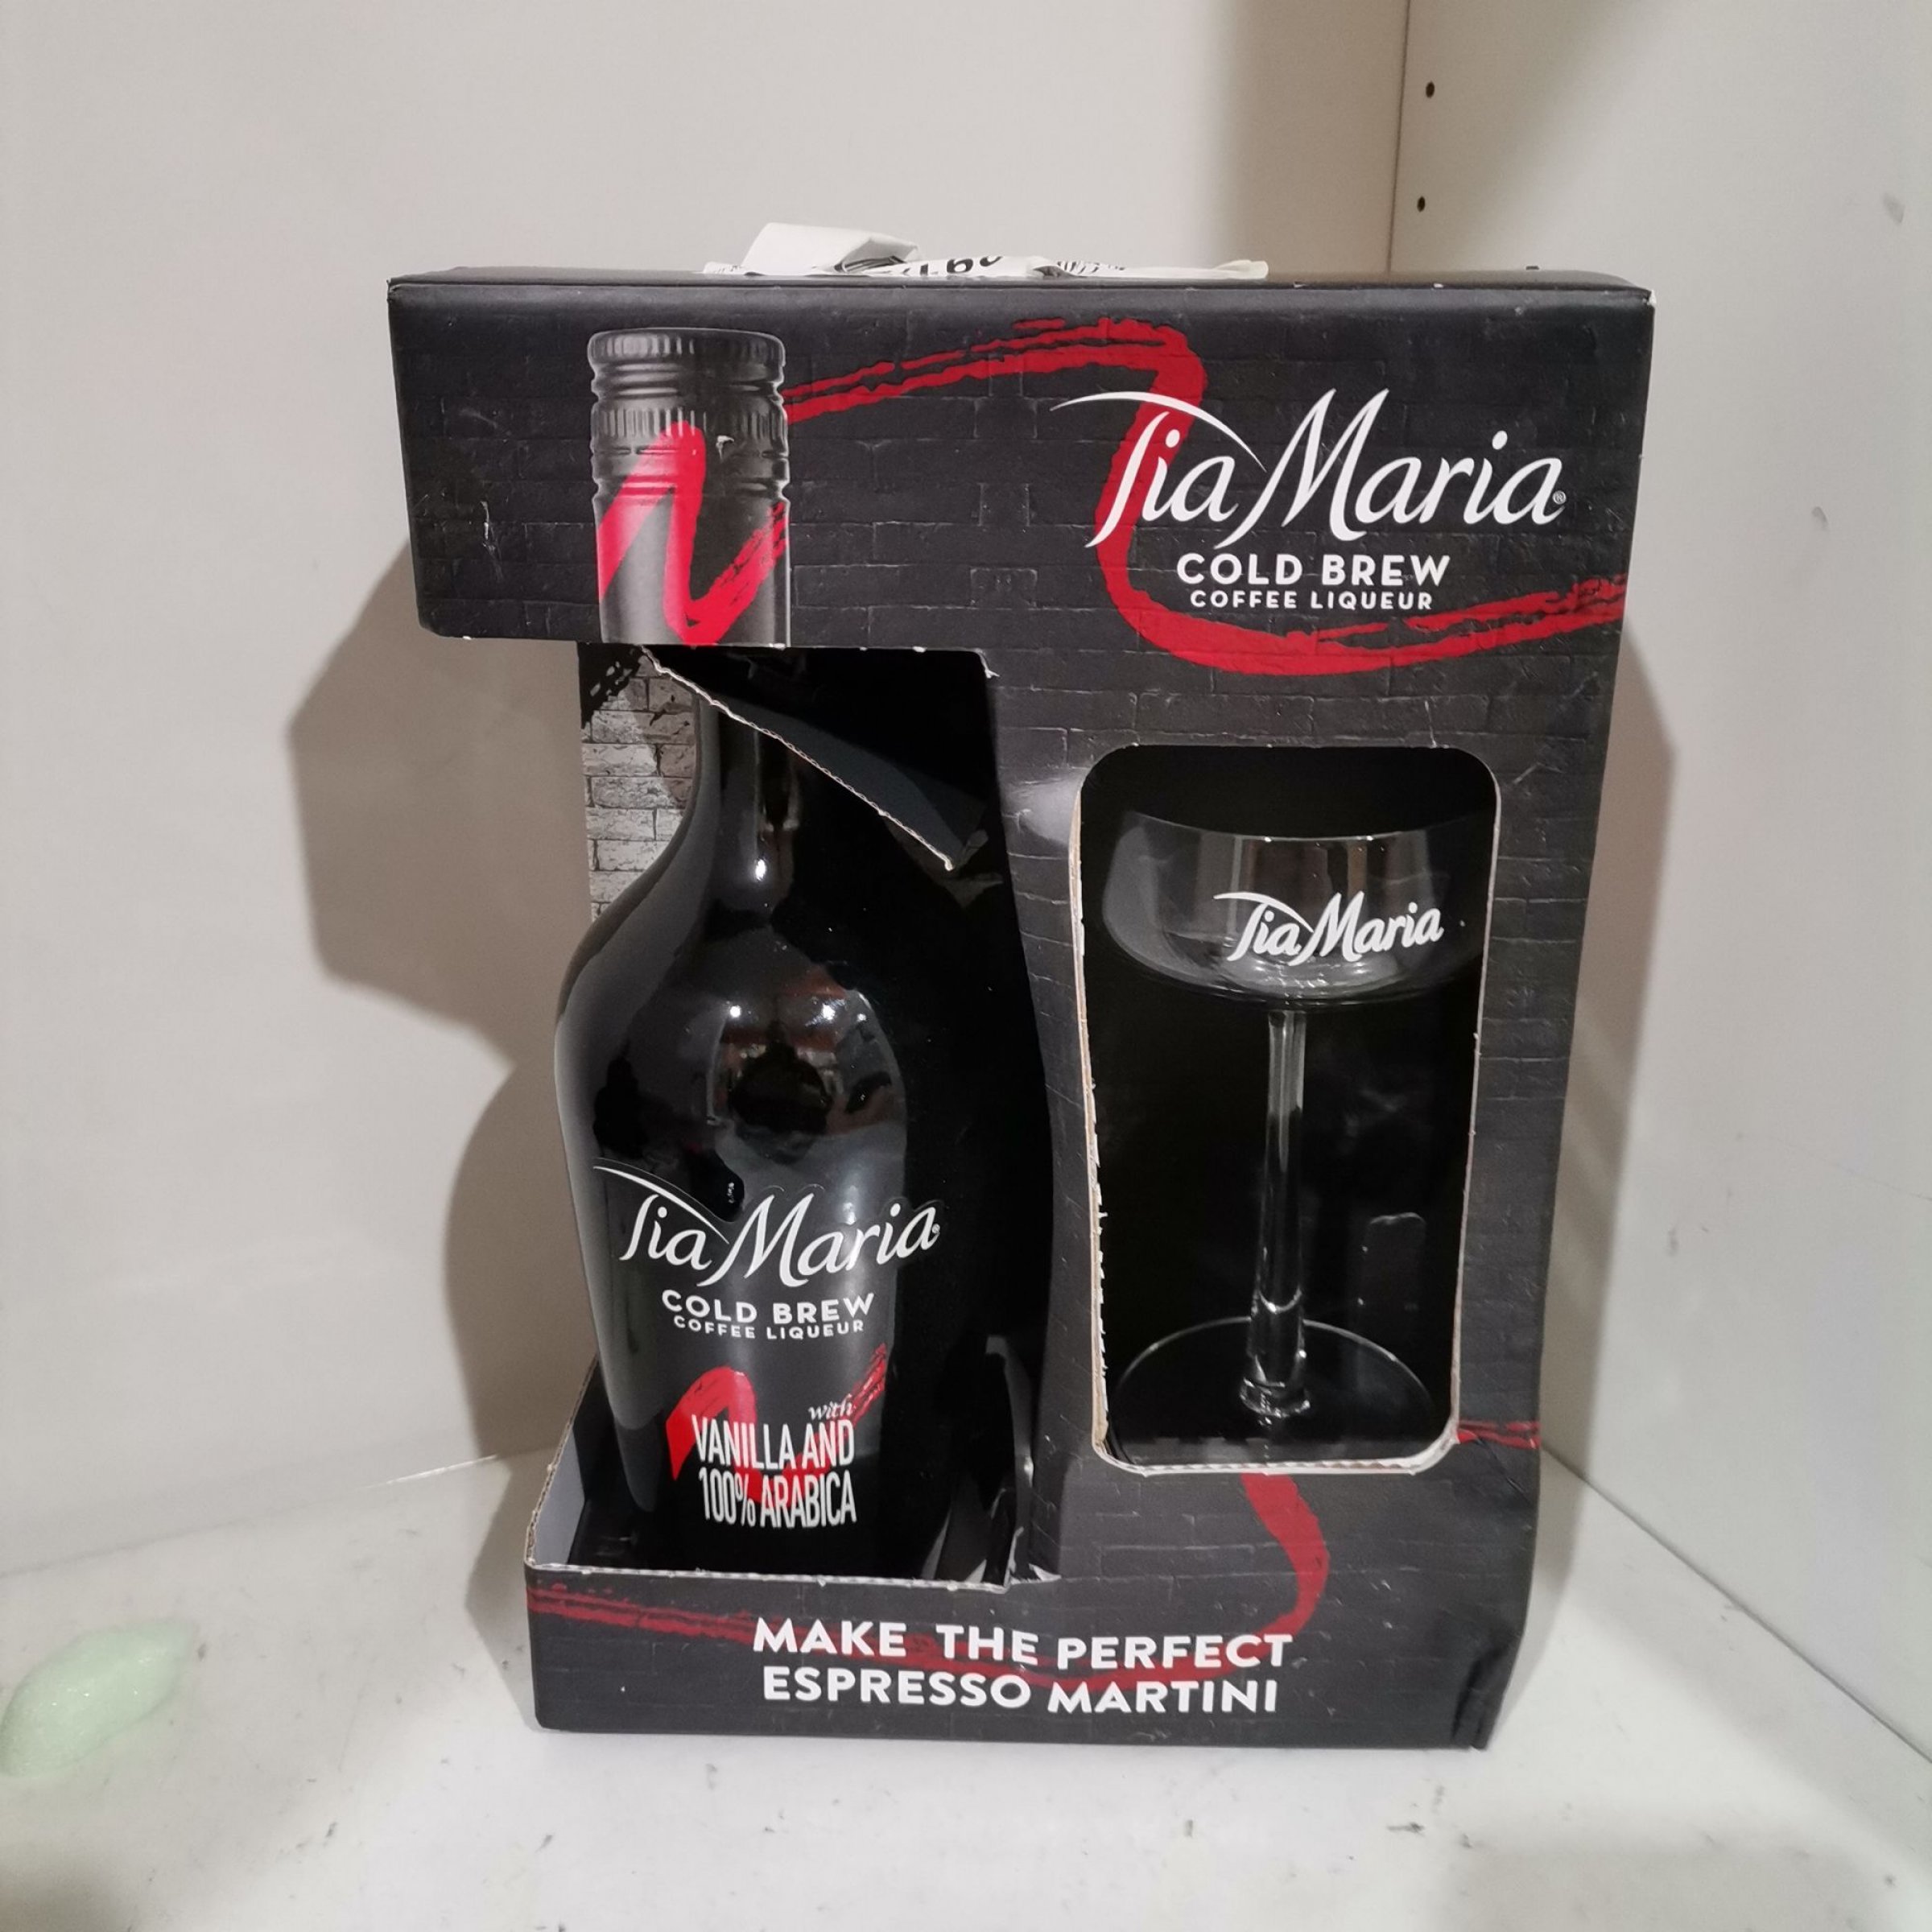 Tia Maria®
COLD BREW
COFFEE LIQUEUR
Tia Maria
Tia Maria®
COLD BREW
COFFEE LIQUEUR
with
VANILLA AND
100% ARABICA
MAKE THE PERFECT
ESPRESSO MARTINI